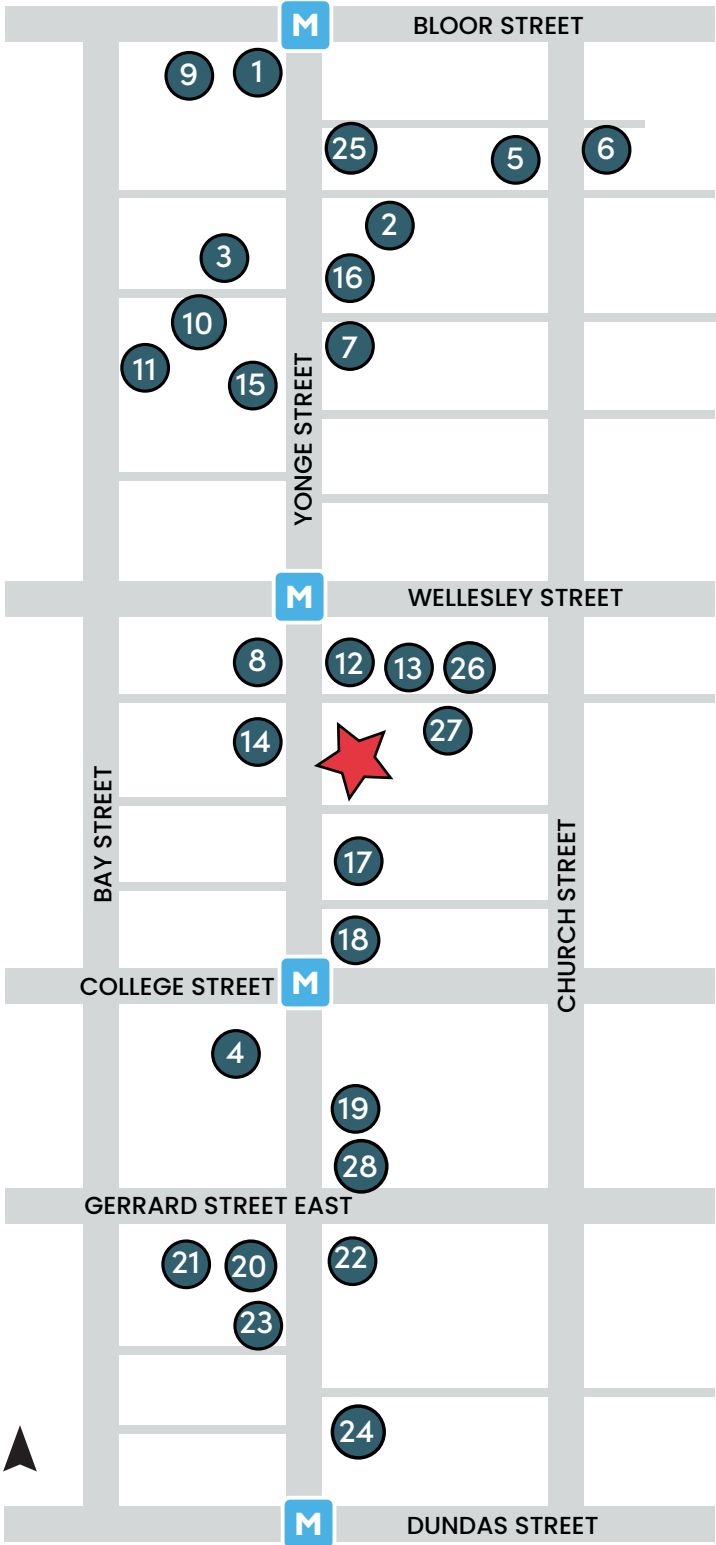 M
BLOOR STREET
9
1
25
5
6
2
3
16
10
7
11
15
YONGE STREET
M
WELLESLEY STREET
8
12
13
26
27
14
BAY STREET
17
CHURCH STREET
18
COLLEGE STREET
M
4
19
28
GERRARD STREET EAST
21
20
22
23
24
M
DUNDAS STREET